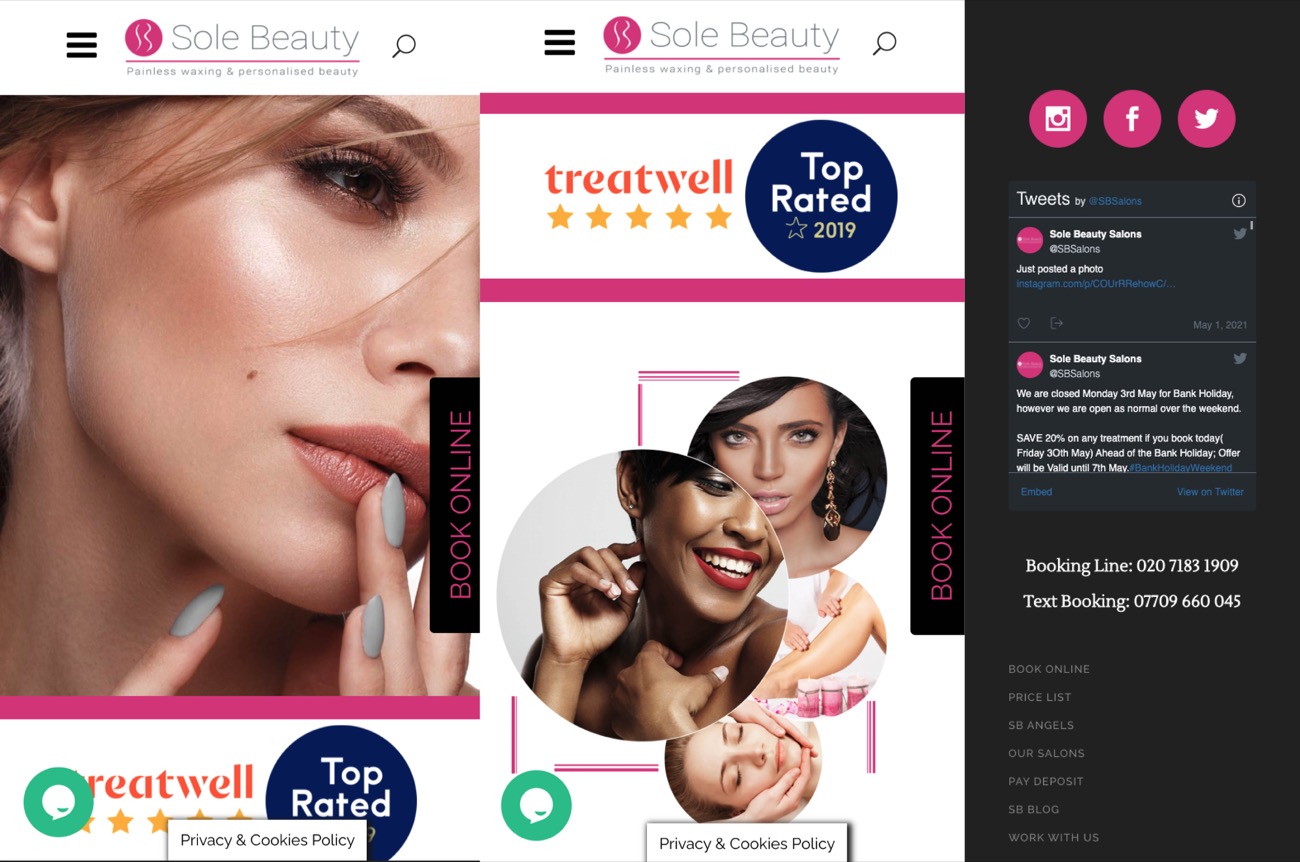 Sole Beauty
Painless waxing & personalised beauty
BOOK ONLINE
treatwell
Top
Rated
9
Privacy & Cookies Policy
Sole Beauty
Painless waxing & personalised beauty
treatwell
Top
Rated
2019
BOOK ONLINE
Privacy & Cookies Policy
Tweets by @SBSalons
Sole Beauty Salons
@SBSalons
Just posted a photo
instagram.com/p/COUrRRehowC/…
May 1, 2021
Sole Beauty Salons
@SBSalons
We are closed Monday 3rd May for Bank Holiday,
however we are open as normal over the weekend.
SAVE 20% on any treatment if you book today(
Friday 3Oth May) Ahead of the Bank Holiday; Offer
will be Valid until 7th May.#BankHolidayWeekend
Embed
View on Twitter
Booking Line: 020 7183 1909
Text Booking: 07709 660 045
BOOK ONLINE
PRICE LIST
SB ANGELS
OUR SALONS
PAY DEPOSIT
SB BLOG
WORK WITH US